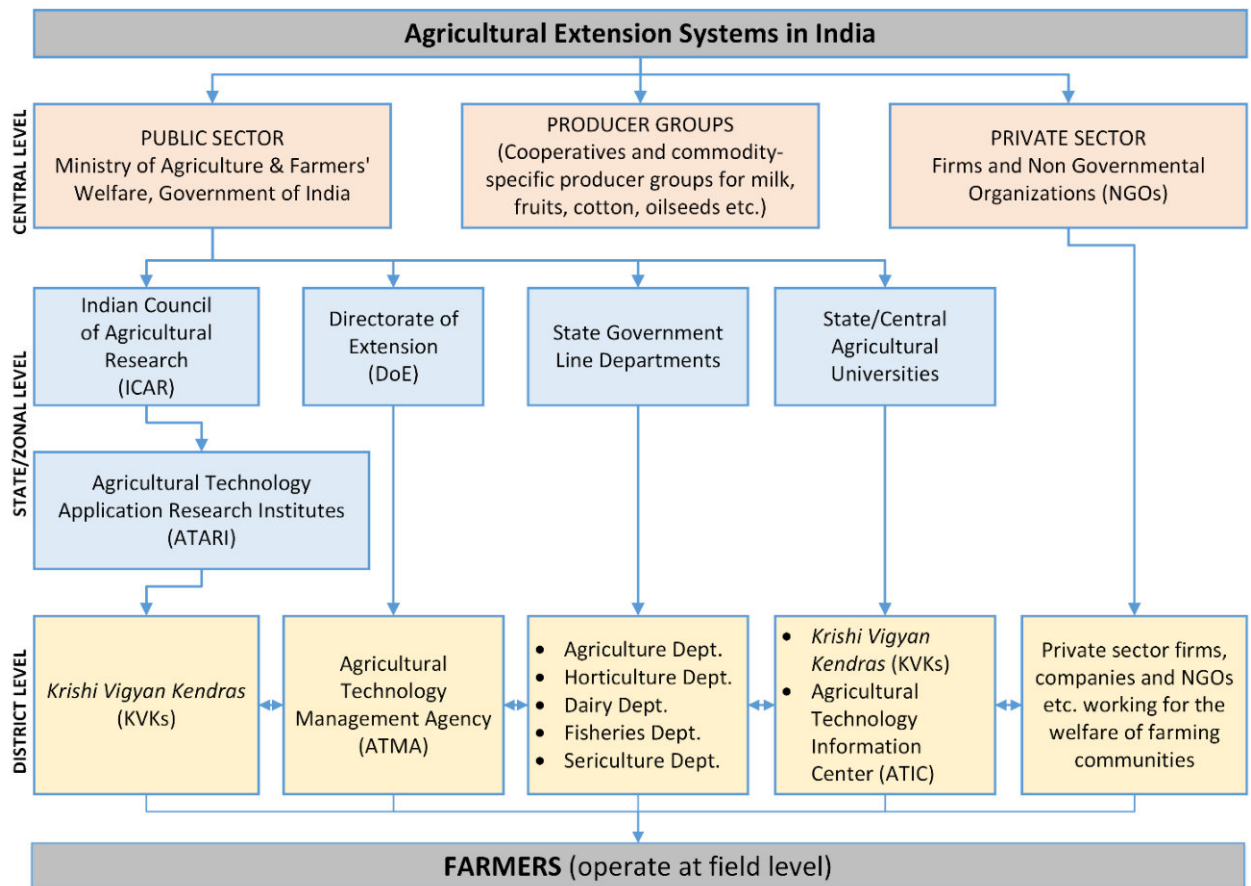 Agricultural Extension Systems in India
CENTRAL LEVEL
PUBLIC SECTOR
Ministry of Agriculture & Farmers'
Welfare, Government of India
PRODUCER GROUPS
(Cooperatives and commodity-
specific producer groups for milk,
fruits, cotton, oilseeds etc.)
PRIVATE SECTOR
Firms and Non Governmental
Organizations (NGOs)
STATE/ZONAL LEVEL
Indian Council
of Agricultural
Research
(ICAR)
Directorate of
Extension
(DoE)
State Government
Line Departments
State/Central
Agricultural
Universities
Agricultural Technology
Application Research Institutes
(ATARI)
DISTRICT LEVEL
Krishi Vigyan Kendras
(KVKs)
Agricultural
Technology
Management Agency
(ATMA)
• Agriculture Dept.
• Horticulture Dept.
• Dairy Dept.
• Fisheries Dept.
• Sericulture Dept.
• Krishi Vigyan
Kendras (KVKs)
• Agricultural
Technology
Information
Center (ATIC)
Private sector firms,
companies and NGOs
etc. working for the
welfare of farming
communities
FARMERS (operate at field level)